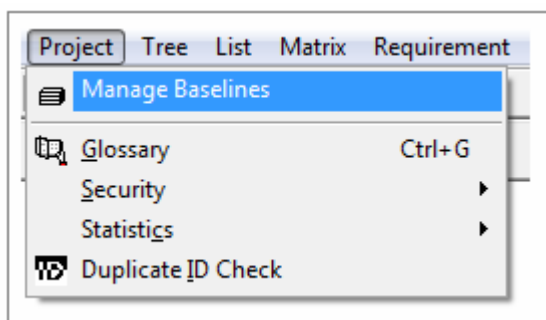 Project Tree List Matrix Requirement
Manage Baselines
Glossary Ctrl+G
Security
Statistics
Duplicate ID Check